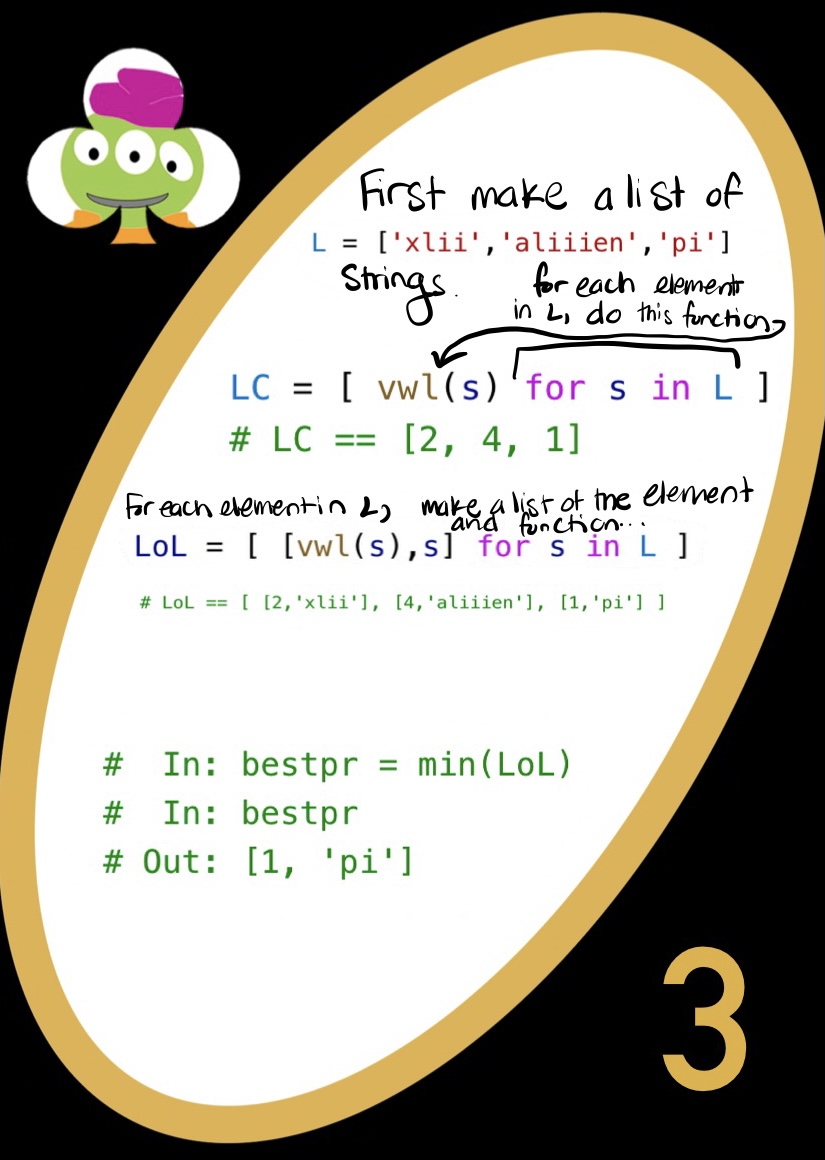 First make a list of
L = ['xlii','aliiien','pi']
Strings.
for each element
in L, do this function
LC = [ vwl(s) for s in L ]
# LC == [2, 4, 1]
For each element in L, make a list of the element
and function...
LoL = [ [vwl(s),s] for s in L ]
# LoL == [ [2,'xlii'], [4,'aliiien'], [1,'pi'] ]
#  In: bestpr = min(LoL)
#  In: bestpr
# Out: [1, 'pi']
3